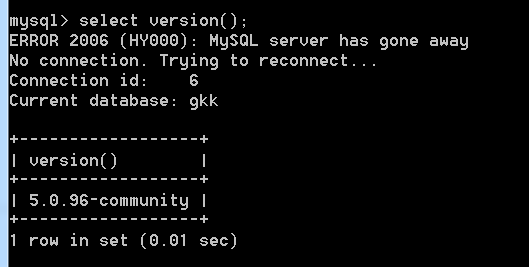 mysql> select version();
ERROR 2006 (HY000): MySQL server has gone away
No connection. Trying to reconnect...
Connection id:    6
Current database: gkk

+------------------+
| version()        |
+------------------+
| 5.0.96-community |
+------------------+
1 row in set (0.01 sec)